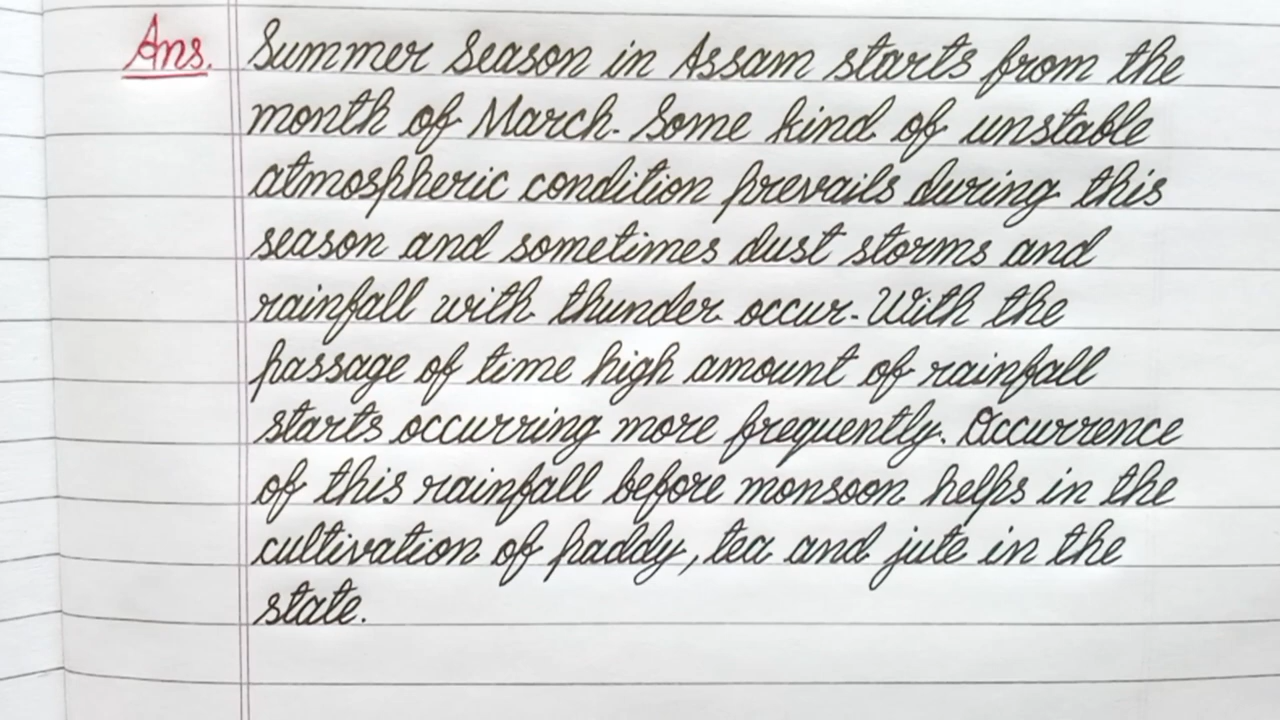 Ans. Summer Season in Assam starts from the
month of March. Some kind of unstable
atmospheric condition prevails during this
season and sometimes dust storms and
rainfall with thunder occur. With the
passage of time high amount of rainfall
starts occurring more frequently. Occurrence
of this rainfall before monsoon helps in the
cultivation of paddy, tea and jute in the
state.